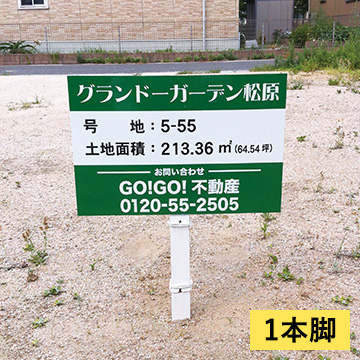 グランドーガーデン松原
号　　地：5-55
土地面積：213.36 ㎡(64.54坪)
お問い合わせ
GO!GO! 不動産
0120-55-2505
1本脚